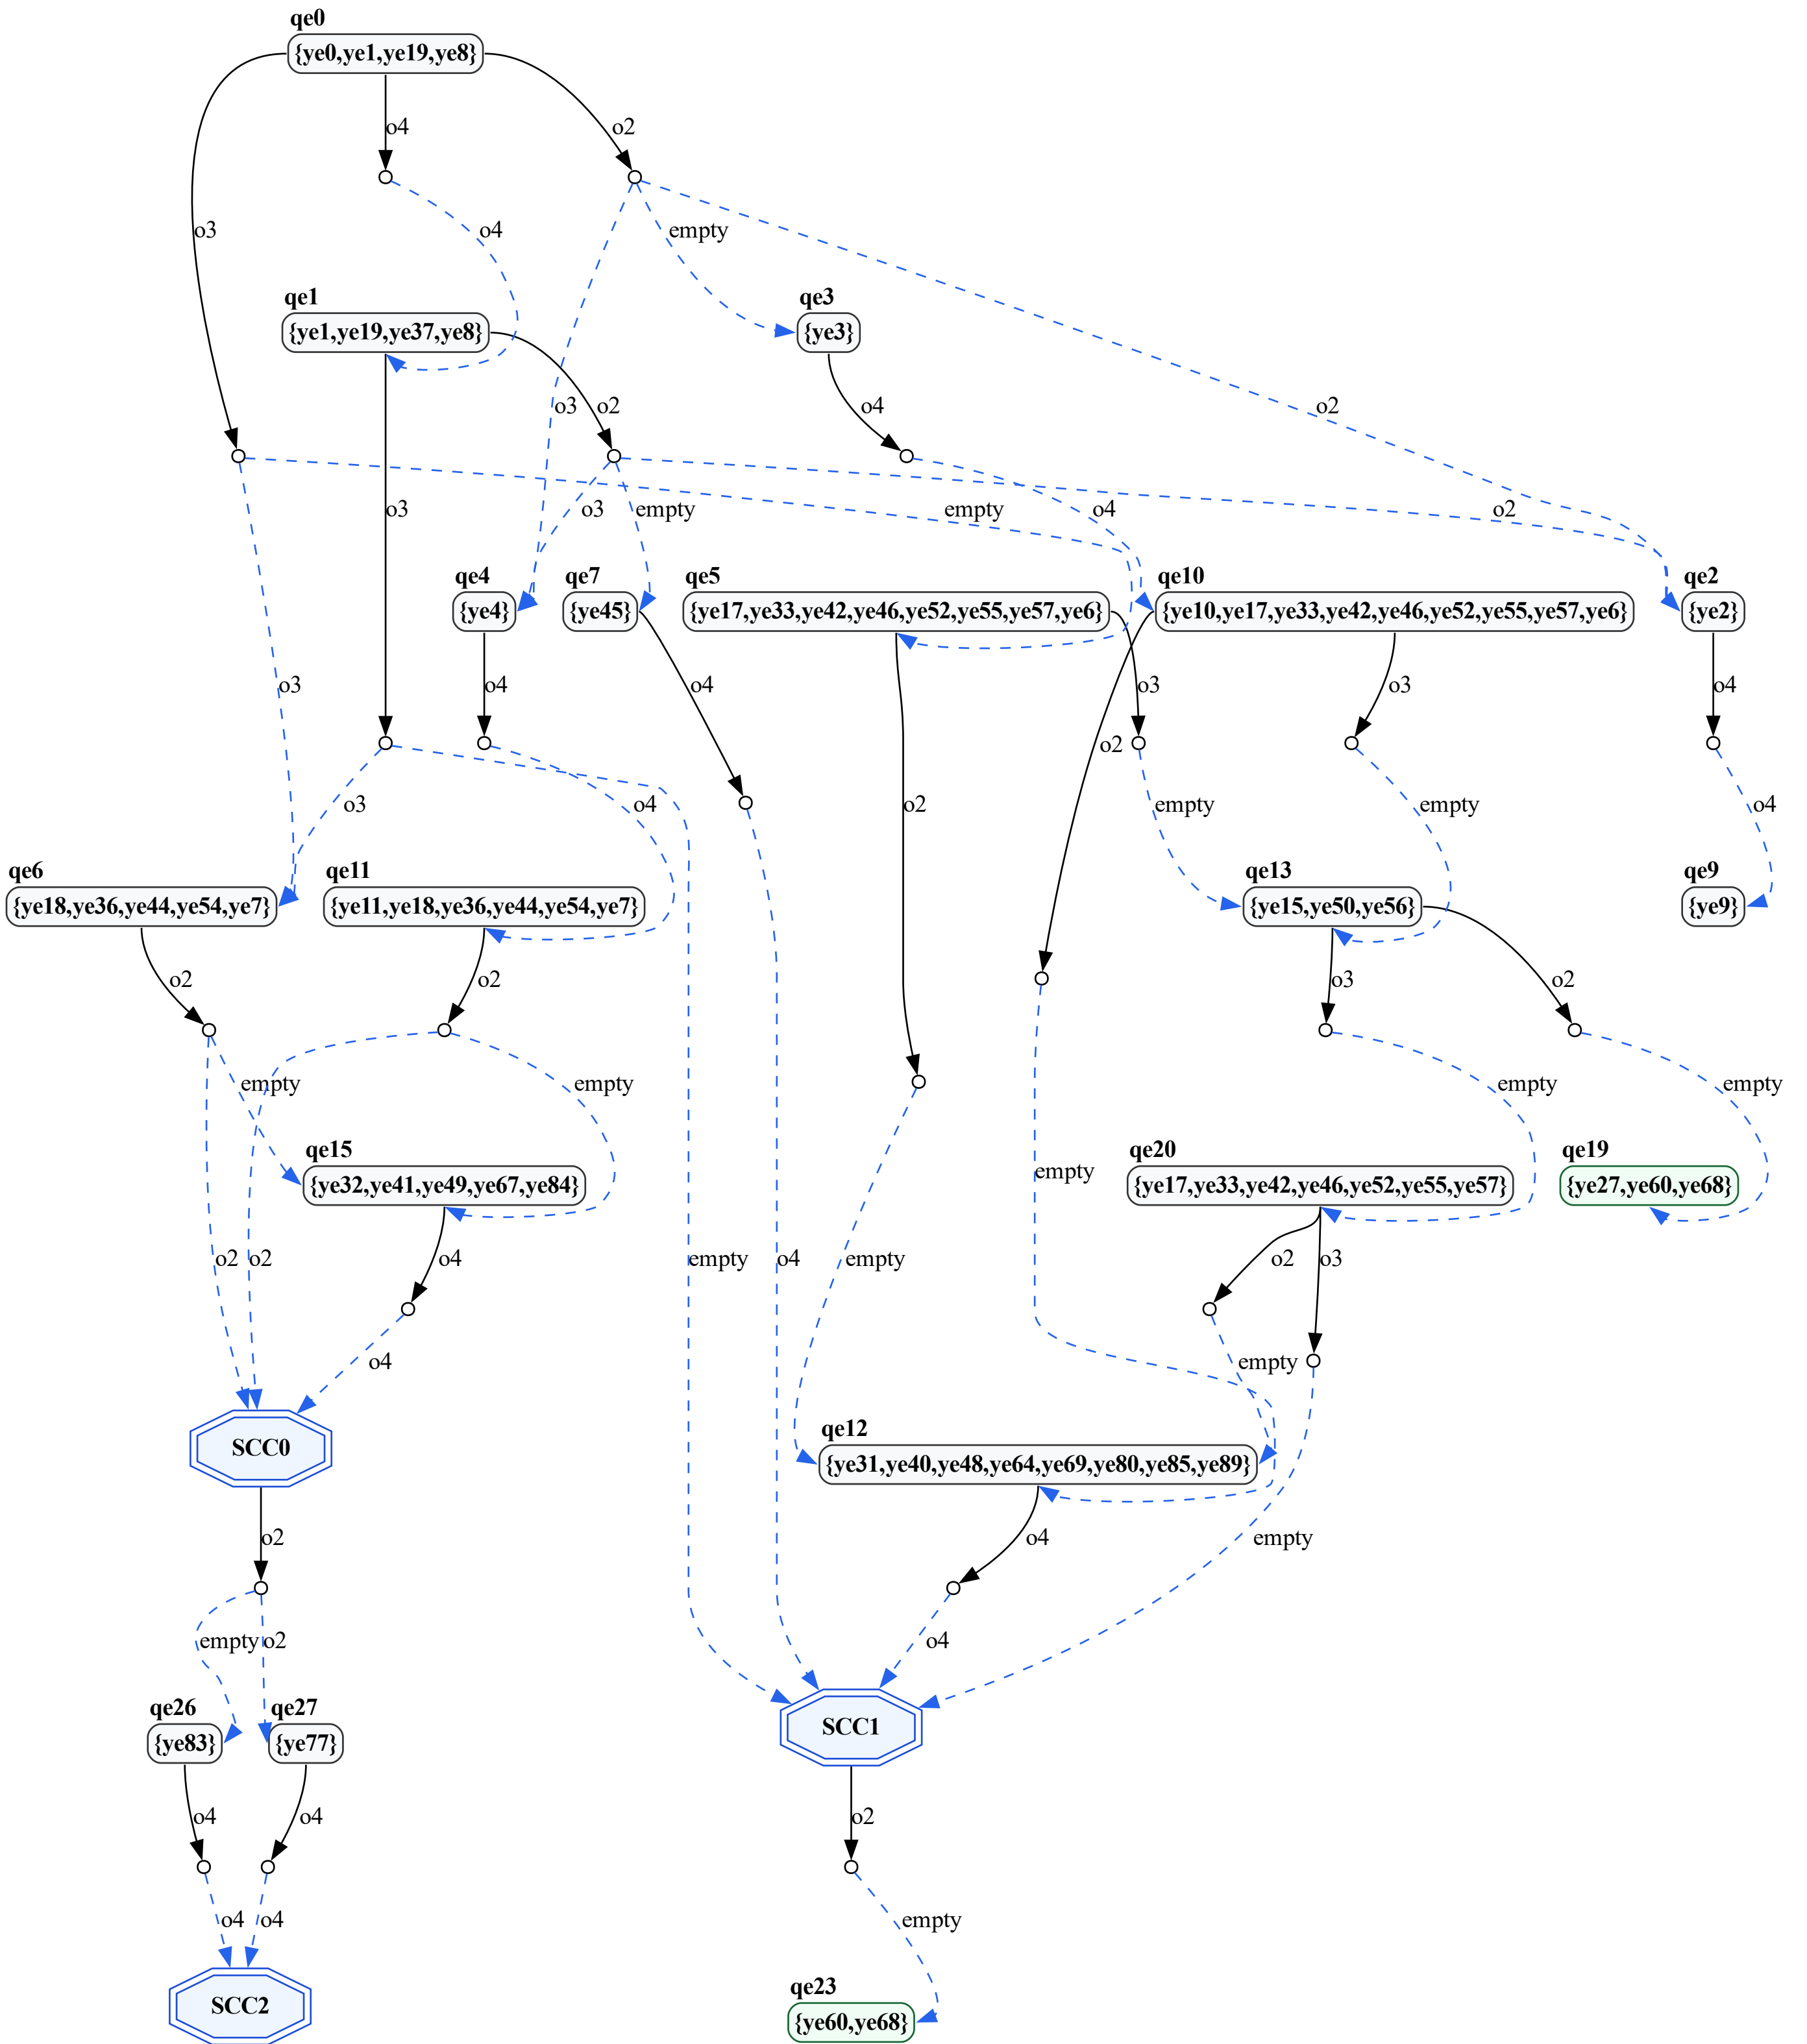 qe0
{ye0,ye1,ye19,ye8}
o4
o2
o3
o4
empty
qe1
{ye1,ye19,ye37,ye8}
qe3
{ye3}
o3
o2
o4
o2
o3
o3
empty
empty
o4
o2
qe4
{ye4}
qe7
{ye45}
qe5
{ye17,ye33,ye42,ye46,ye52,ye55,ye57,ye6}
qe10
{ye10,ye17,ye33,ye42,ye46,ye52,ye55,ye57,ye6}
qe2
{ye2}
o3
o4
o4
o3
o3
o4
o2
o3
o4
o2
empty
empty
o4
qe6
{ye18,ye36,ye44,ye54,ye7}
qe11
{ye11,ye18,ye36,ye44,ye54,ye7}
qe13
{ye15,ye50,ye56}
qe9
{ye9}
o2
o2
o3
o2
empty
empty
empty
empty
qe15
{ye32,ye41,ye49,ye67,ye84}
empty
qe20
{ye17,ye33,ye42,ye46,ye52,ye55,ye57}
qe19
{ye27,ye60,ye68}
o2
o2
o4
empty
o4
empty
o2
o3
o4
empty
SCC0
qe12
{ye31,ye40,ye48,ye64,ye69,ye80,ye85,ye89}
o2
o4
empty
empty
o2
o4
qe26
{ye83}
qe27
{ye77}
SCC1
o4
o4
o2
o4
o4
empty
SCC2
qe23
{ye60,ye68}